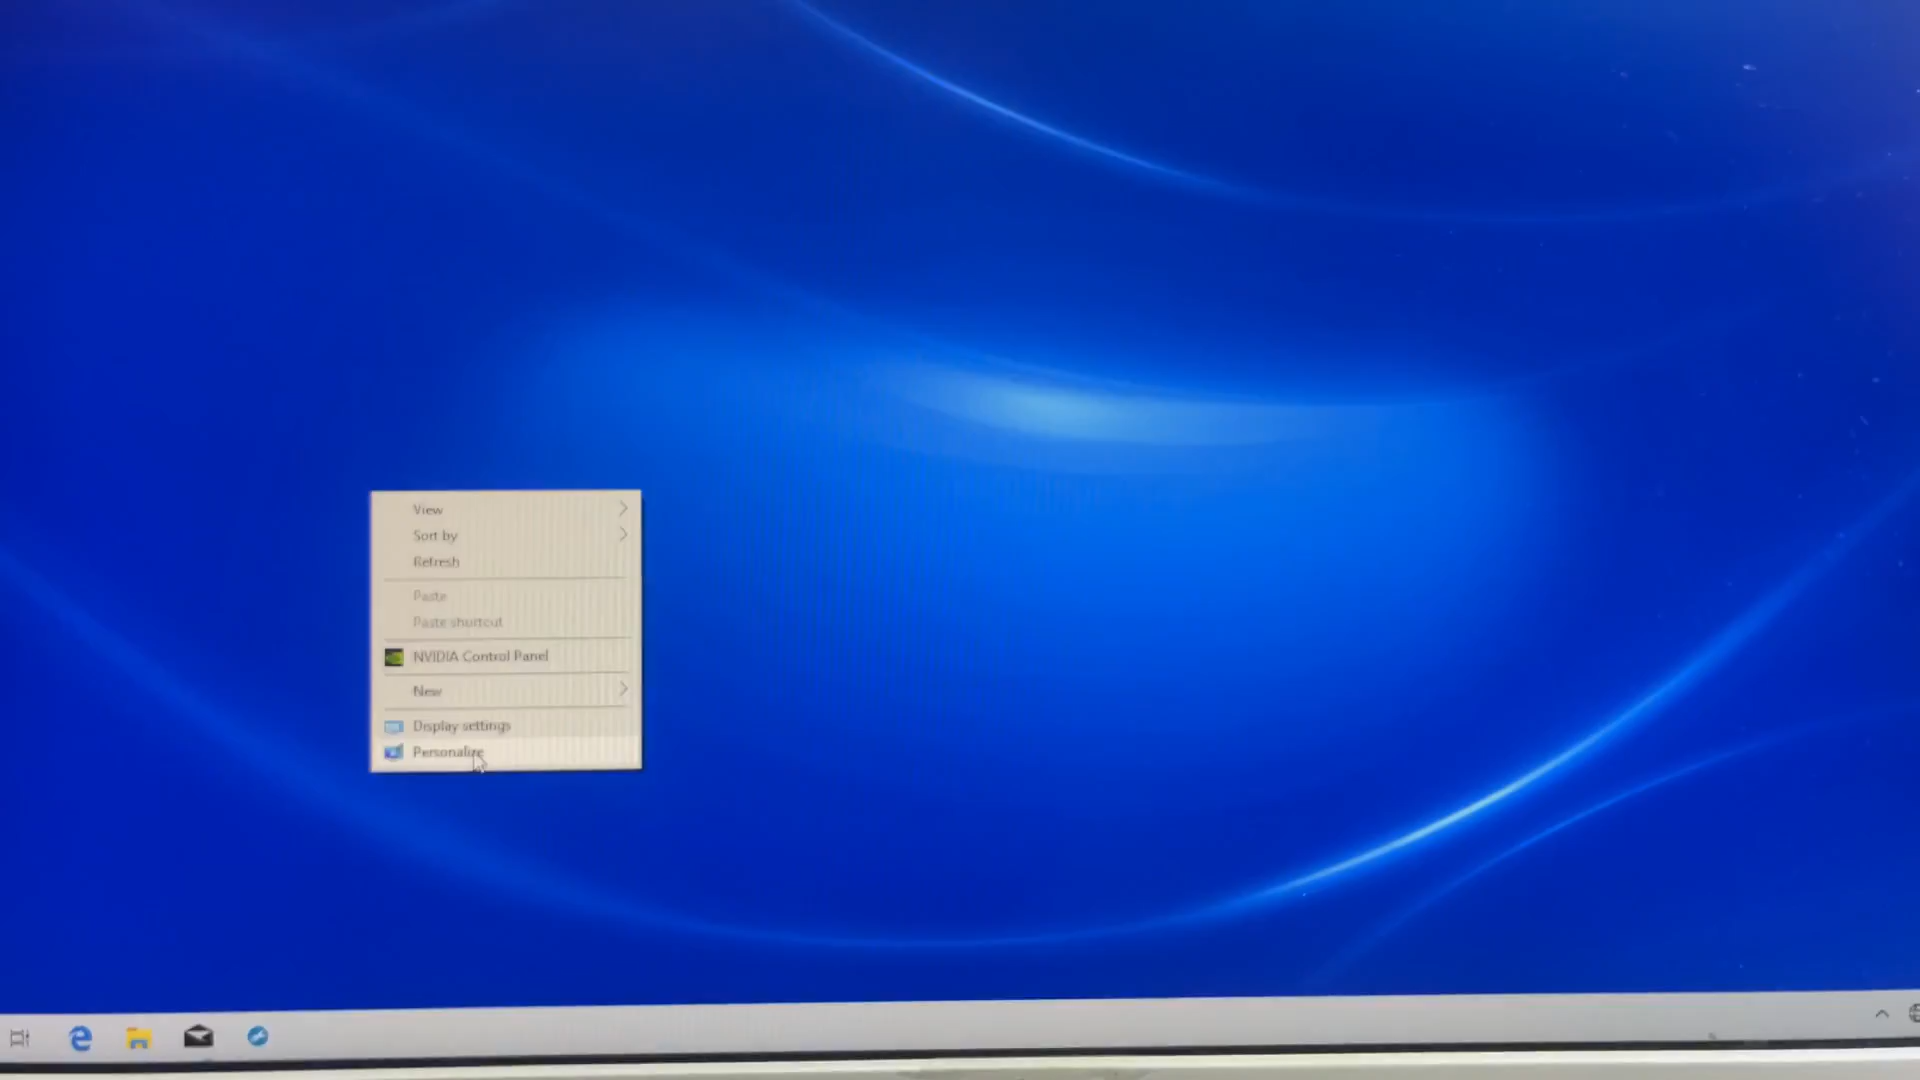 View
Sort by
Refresh
Paste
Paste shortcut
NVIDIA Control Panel
New
Display settings
Personalize